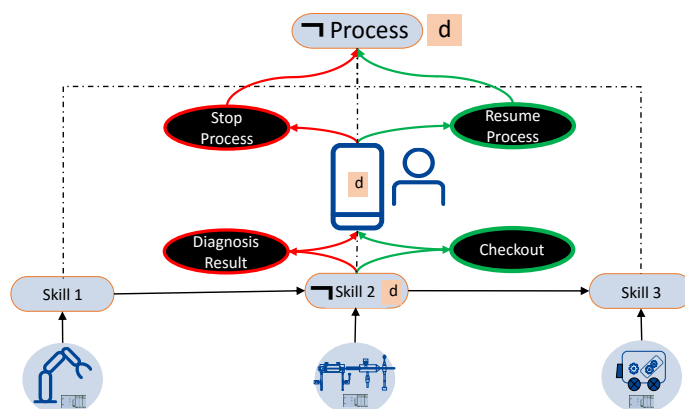 ¬ Process d
Stop
Process
Resume
Process
d
Diagnosis
Result
Checkout
Skill 1
¬ Skill 2 d
Skill 3